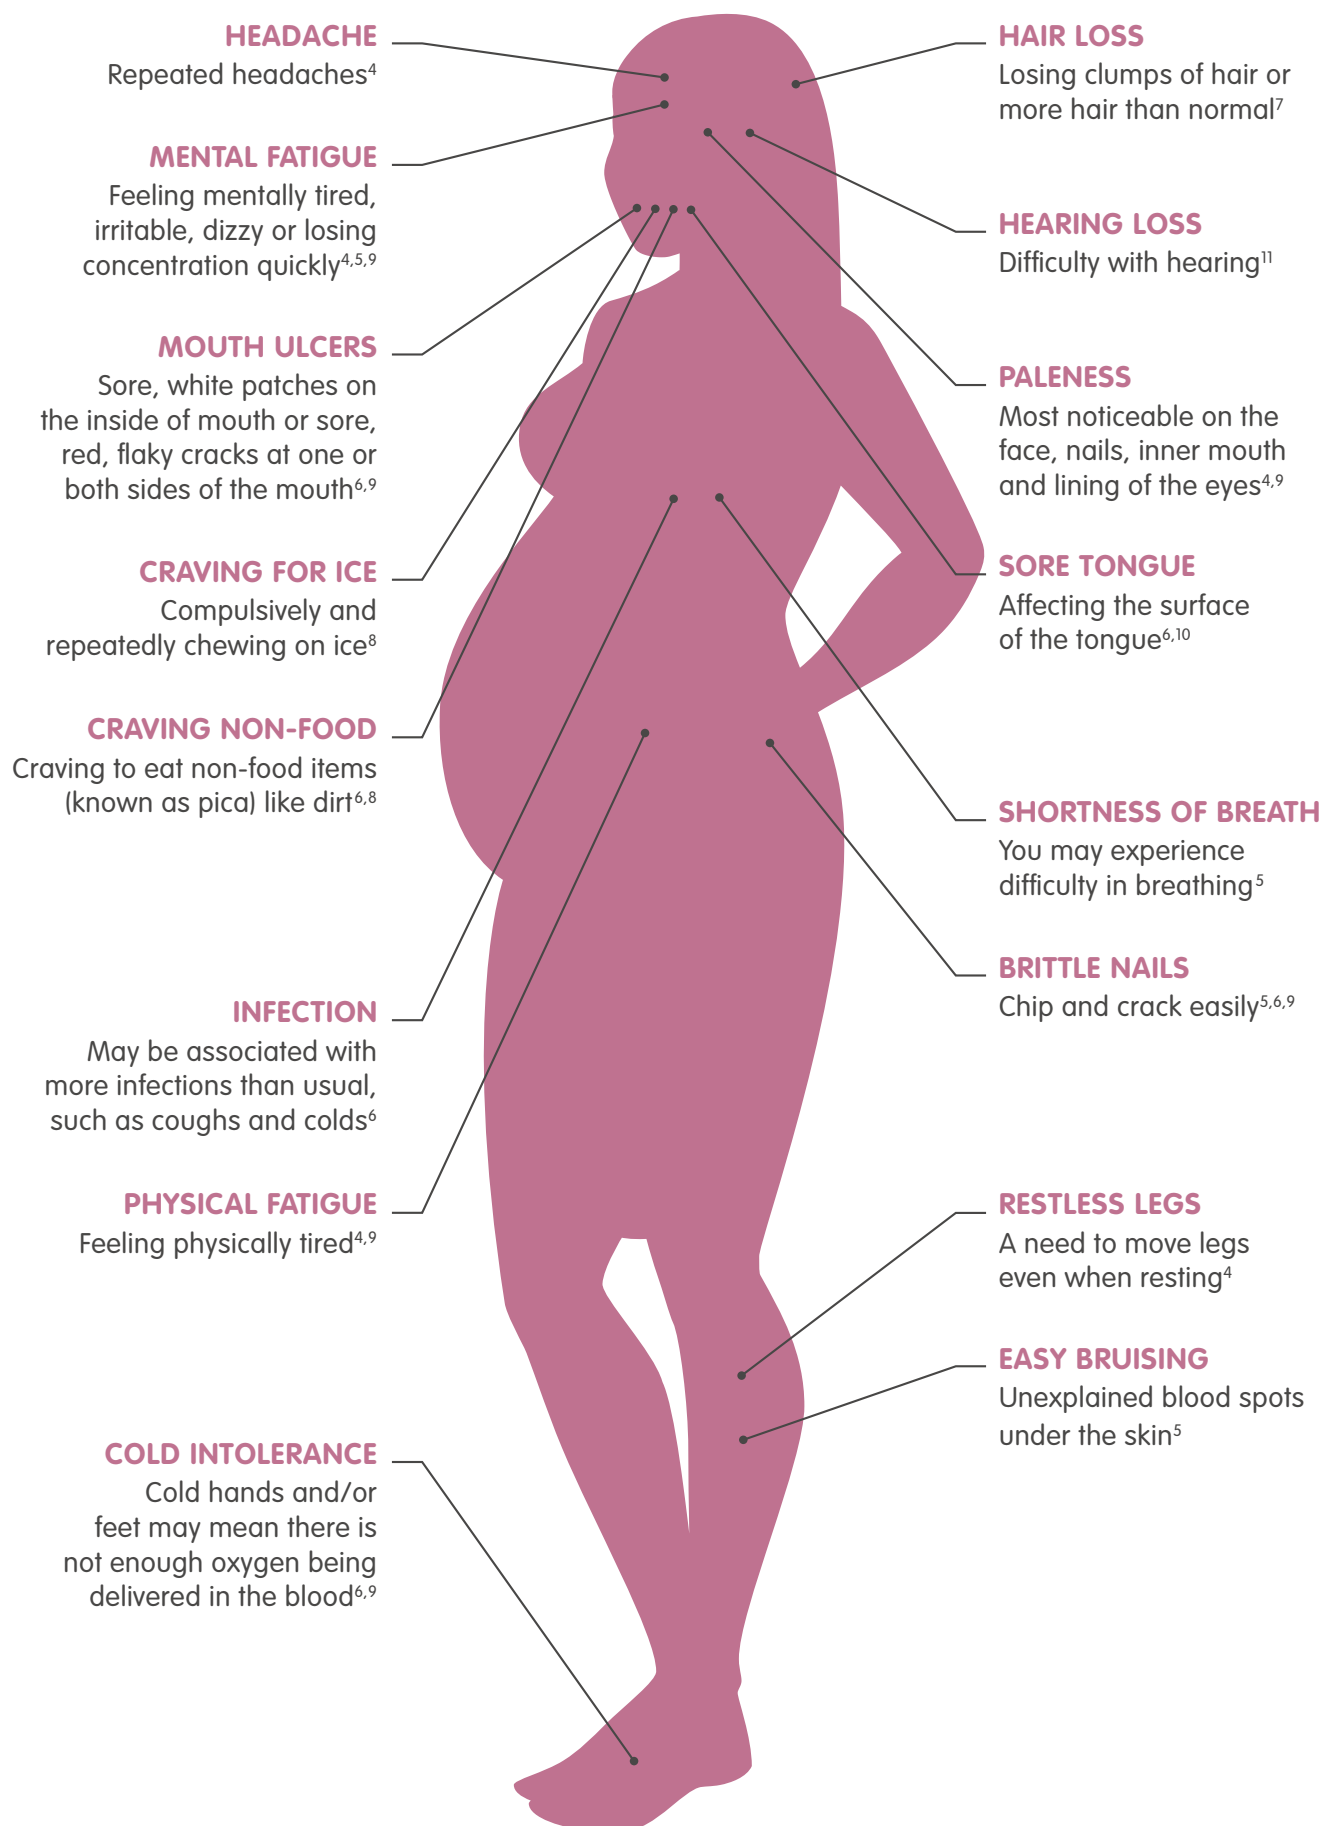 HEADACHE
Repeated headaches⁴
MENTAL FATIGUE
Feeling mentally tired,
irritable, dizzy or losing
concentration quickly⁴,⁵,⁹
MOUTH ULCERS
Sore, white patches on
the inside of mouth or sore,
red, flaky cracks at one or
both sides of the mouth⁶,⁹
CRAVING FOR ICE
Compulsively and
repeatedly chewing on ice⁸
CRAVING NON-FOOD
Craving to eat non-food items
(known as pica) like dirt⁶,⁸
INFECTION
May be associated with
more infections than usual,
such as coughs and colds⁶
PHYSICAL FATIGUE
Feeling physically tired⁴,⁹
COLD INTOLERANCE
Cold hands and/or
feet may mean there is
not enough oxygen being
delivered in the blood⁶,⁹
HAIR LOSS
Losing clumps of hair or
more hair than normal⁷
HEARING LOSS
Difficulty with hearing¹¹
PALENESS
Most noticeable on the
face, nails, inner mouth
and lining of the eyes⁴,⁹
SORE TONGUE
Affecting the surface
of the tongue⁶,¹⁰
SHORTNESS OF BREATH
You may experience
difficulty in breathing⁵
BRITTLE NAILS
Chip and crack easily⁵,⁶,⁹
RESTLESS LEGS
A need to move legs
even when resting⁴
EASY BRUISING
Unexplained blood spots
under the skin⁵